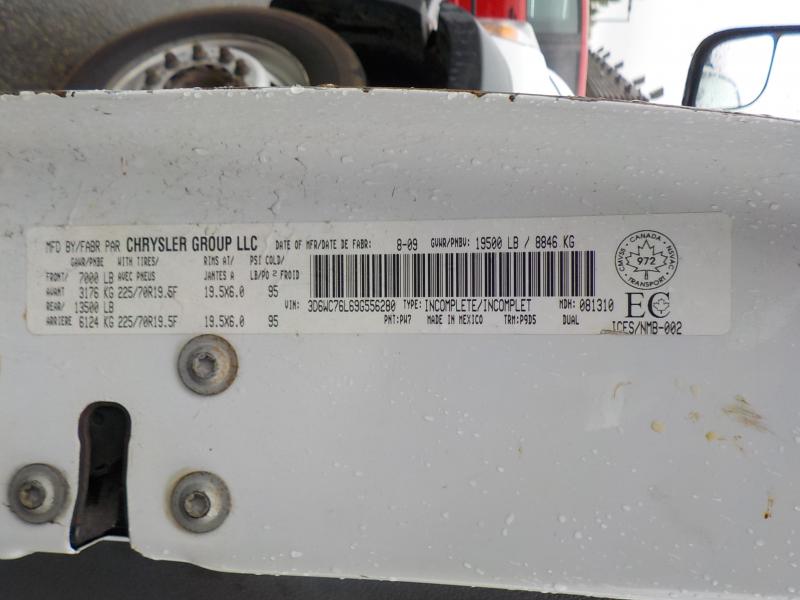 MFD BY/FABR PAR CHRYSLER GROUP LLC DATE OF MFR/DATE DE FABR: 8-09 GVWR/PNBV: 19500 LB / 8846 KG
GAWR/PNBE WITH TIRES/ RIMS AT/ PSI COLD/
FRONT/ 7000 LB AVEC PNEUS JANTES A LB/PO 2 FROID
AVANT 3176 KG 225/70R19.5F 19.5X6.0 95
REAR/ 13500 LB
ARRIERE 6124 KG 225/70R19.5F 19.5X6.0 95
VIN: 3D6WC76L69G556280 TYPE: INCOMPLETE/INCOMPLET MDH: 081310
PNT: PW7 MADE IN MEXICO TRM: P9D5 DUAL
CMVSS CANADA NSVAC
972
TRANSPORT
EC
ICES/NMB-002